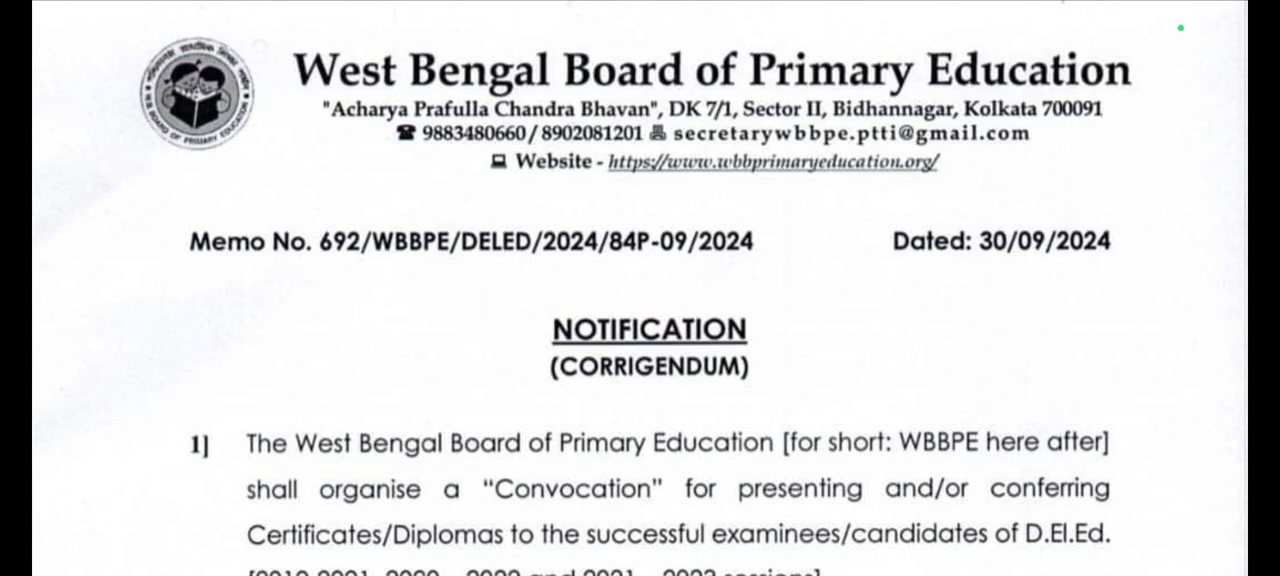 West Bengal Board of Primary Education
"Acharya Prafulla Chandra Bhavan", DK 7/1, Sector II, Bidhannagar, Kolkata 700091
☎ 9883480660 / 8902081201 secretarywbbpe.ptti@gmail.com
Website - https://www.wbbprimaryeducation.org/
Memo No. 692/WBBPE/DELED/2024/84P-09/2024 Dated: 30/09/2024
NOTIFICATION
(CORRIGENDUM)
1] The West Bengal Board of Primary Education [for short: WBBPE here after]
shall organise a “Convocation” for presenting and/or conferring
Certificates/Diplomas to the successful examinees/candidates of D.El.Ed.